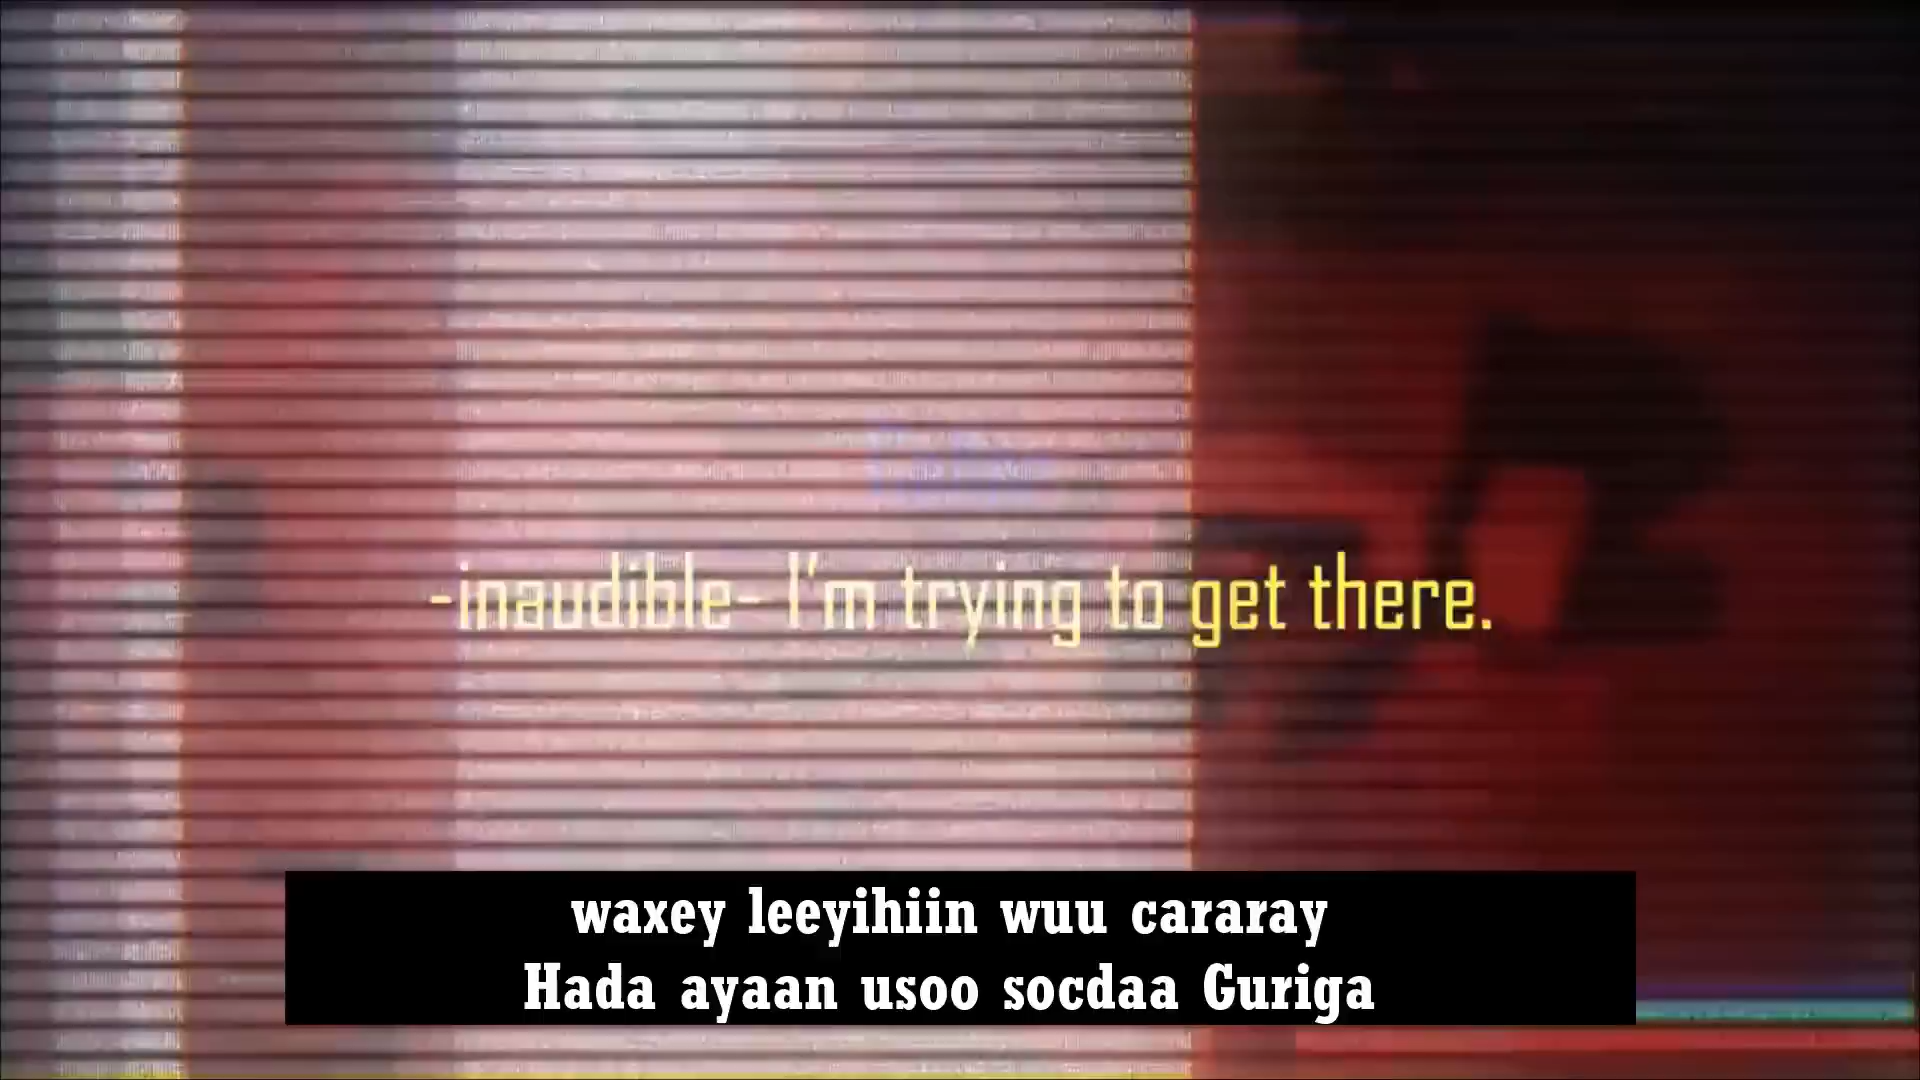 -inaudible- I'm trying to get there.
waxey leeyihiin wuu cararay
Hada ayaan usoo socdaa Guriga